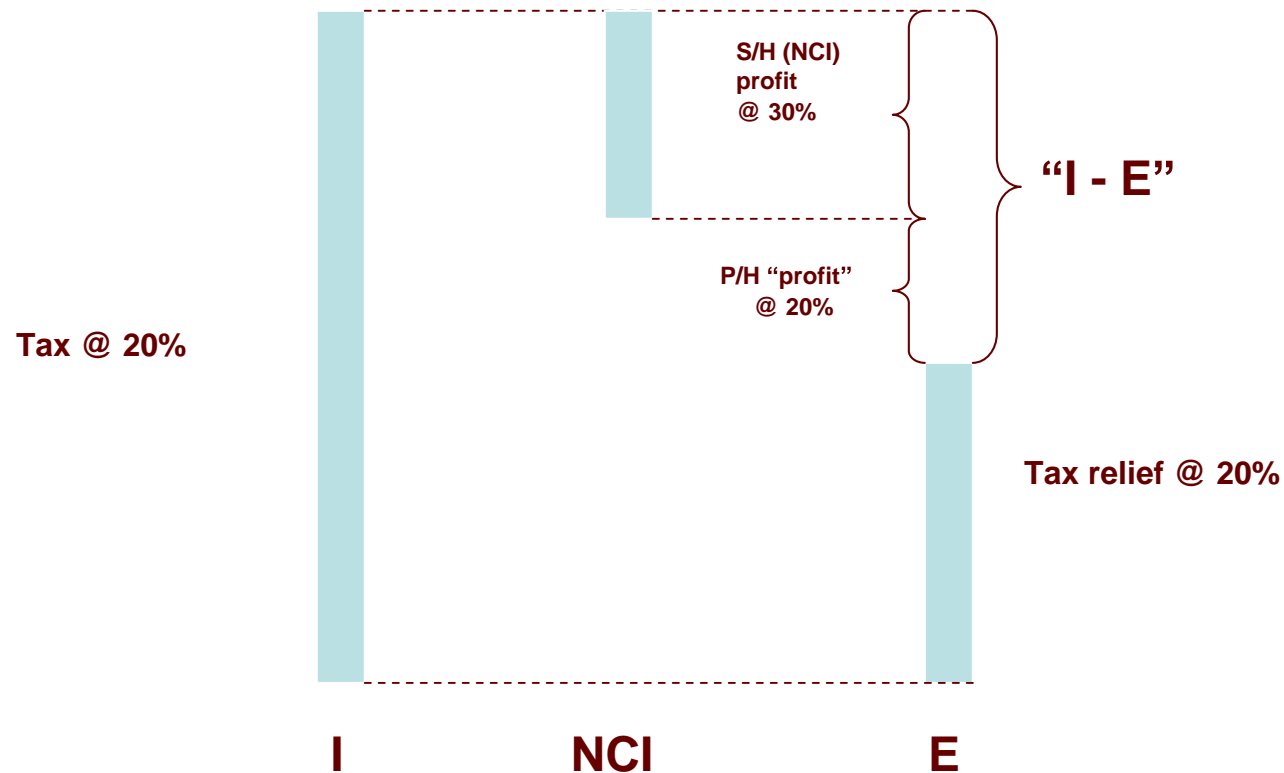 S/H (NCI)
profit
@ 30%
“I - E”
P/H “profit”
@ 20%
Tax @ 20%
Tax relief @ 20%
I
NCI
E